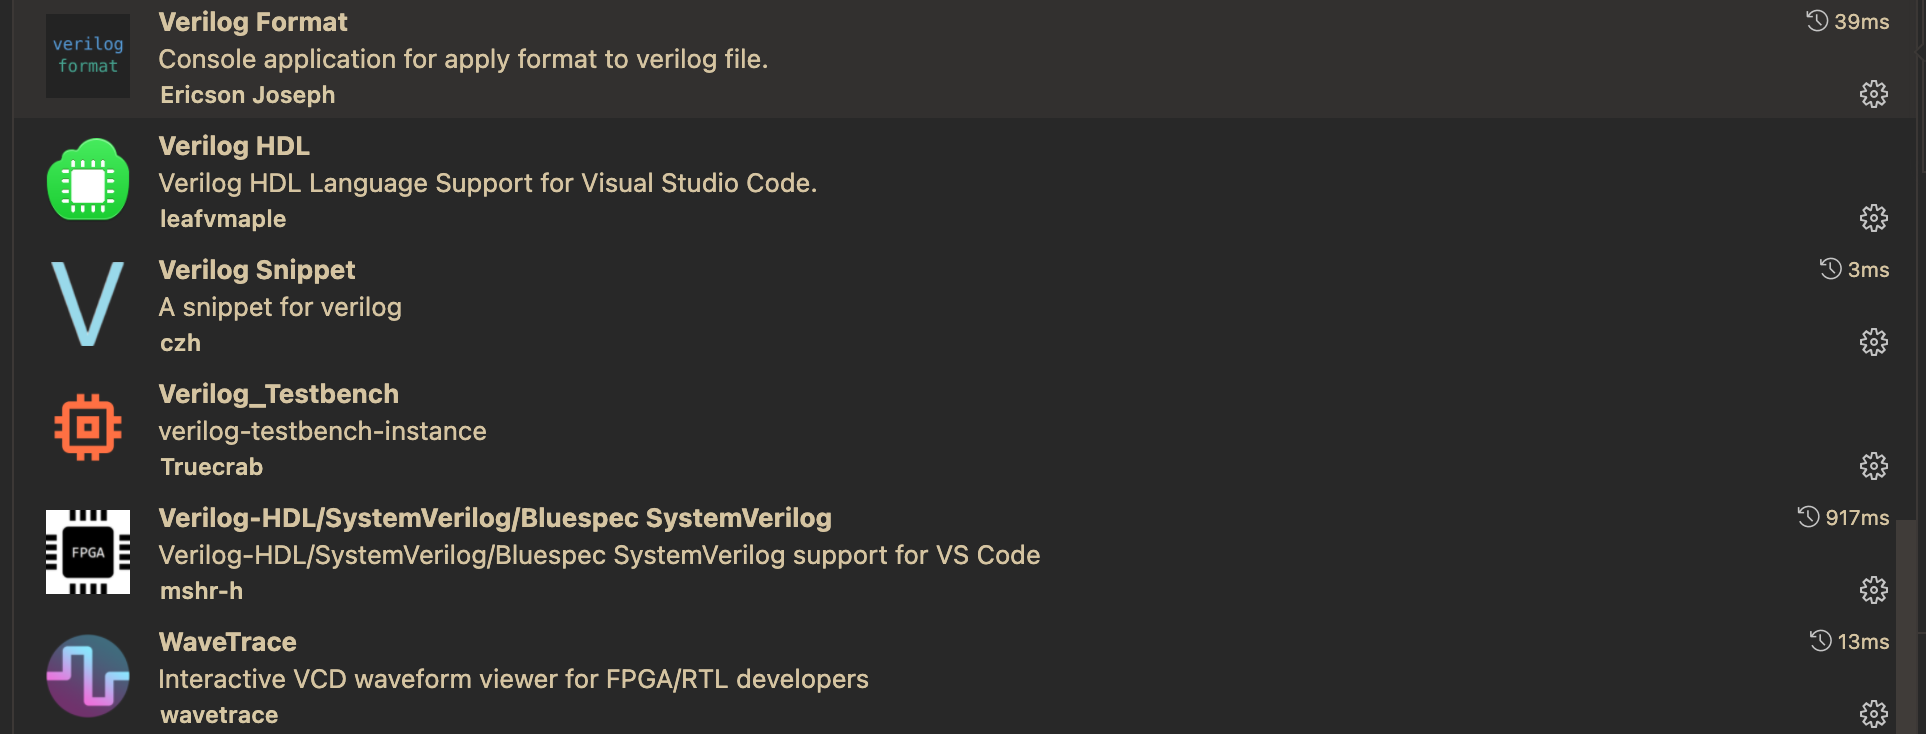 verilog
format
Verilog Format
39ms
Console application for apply format to verilog file.
Ericson Joseph
Verilog HDL
Verilog HDL Language Support for Visual Studio Code.
leafvmaple
V
Verilog Snippet
3ms
A snippet for verilog
czh
Verilog_Testbench
verilog-testbench-instance
Truecrab
FPGA
Verilog-HDL/SystemVerilog/Bluespec SystemVerilog
917ms
Verilog-HDL/SystemVerilog/Bluespec SystemVerilog support for VS Code
mshr-h
WaveTrace
13ms
Interactive VCD waveform viewer for FPGA/RTL developers
wavetrace